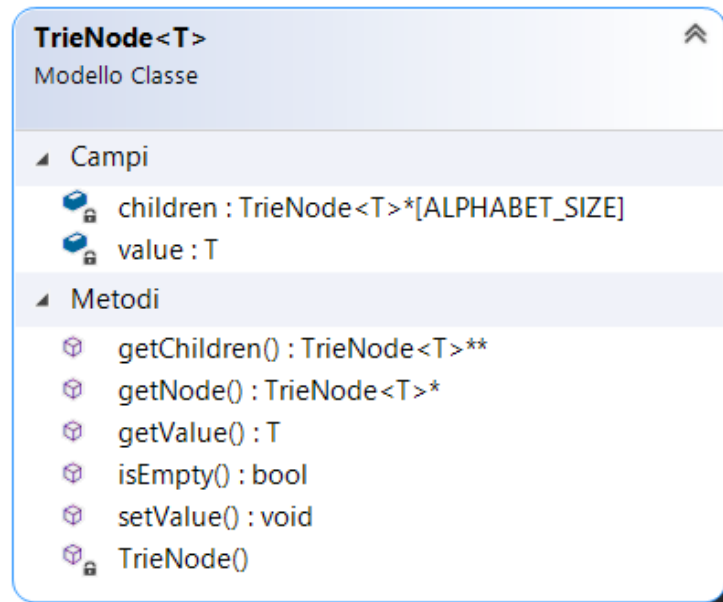 TrieNode<T>
Modello Classe
Campi
children : TrieNode<T>*[ALPHABET_SIZE]
value : T
Metodi
getChildren() : TrieNode<T>**
getNode() : TrieNode<T>*
getValue() : T
isEmpty() : bool
setValue() : void
TrieNode()